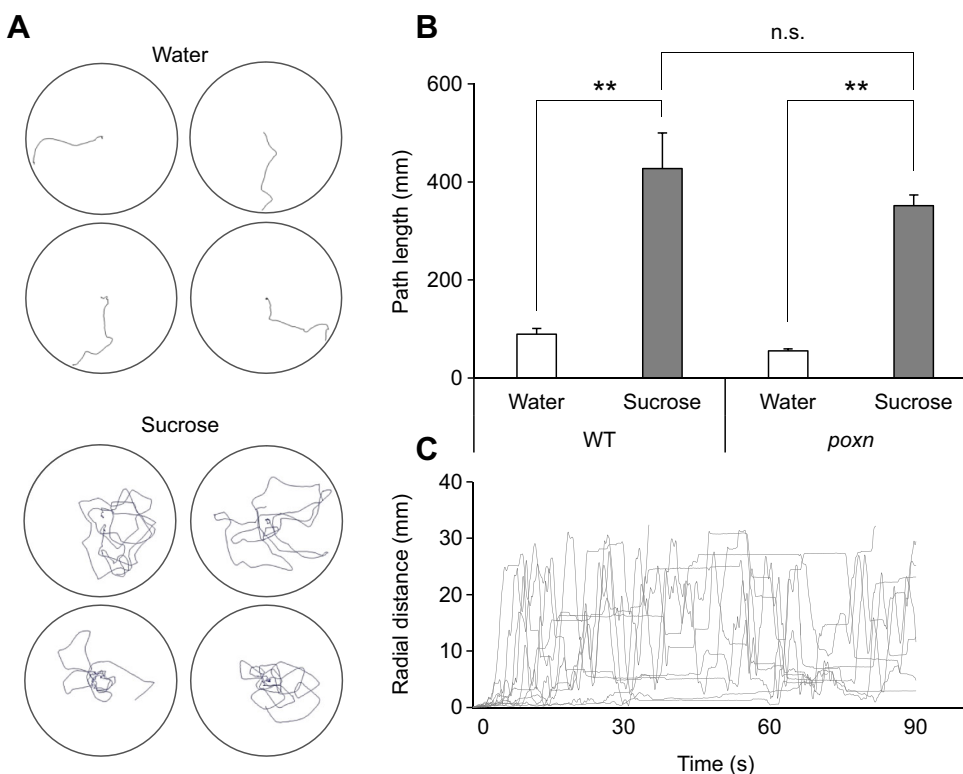 A
Water
Sucrose
B
n.s.
** **
Path length (mm)
600
400
200
0
Water Sucrose Water Sucrose
WT poxn
C
Radial distance (mm)
40
30
20
10
0
0 30 60 90
Time (s)